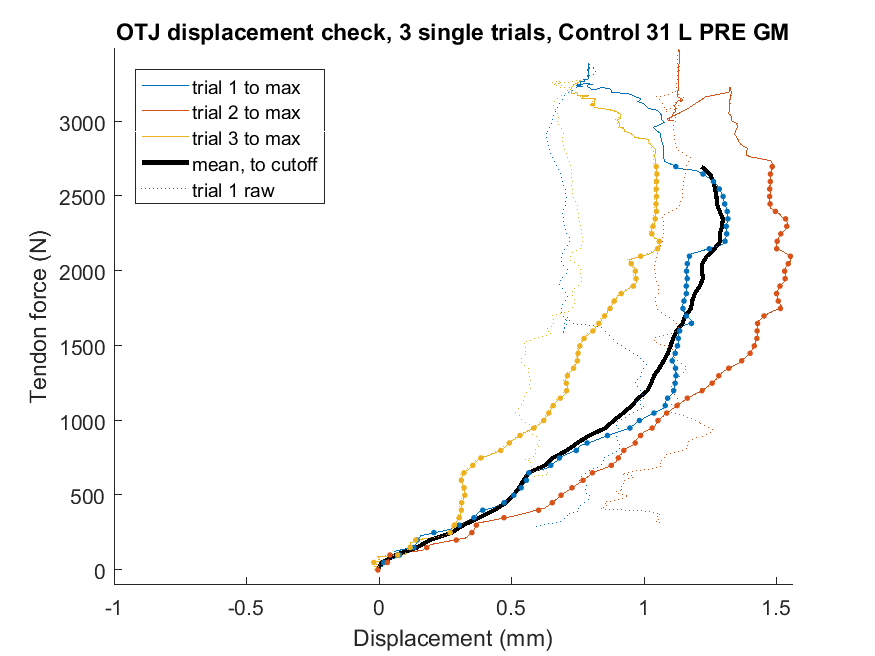 OTJ displacement check, 3 single trials, Control 31 L PRE GM
trial 1 to max
trial 2 to max
trial 3 to max
mean, to cutoff
trial 1 raw
Tendon force (N)
3000
2500
2000
1500
1000
500
0
-1
-0.5
0
0.5
1
1.5
Displacement (mm)